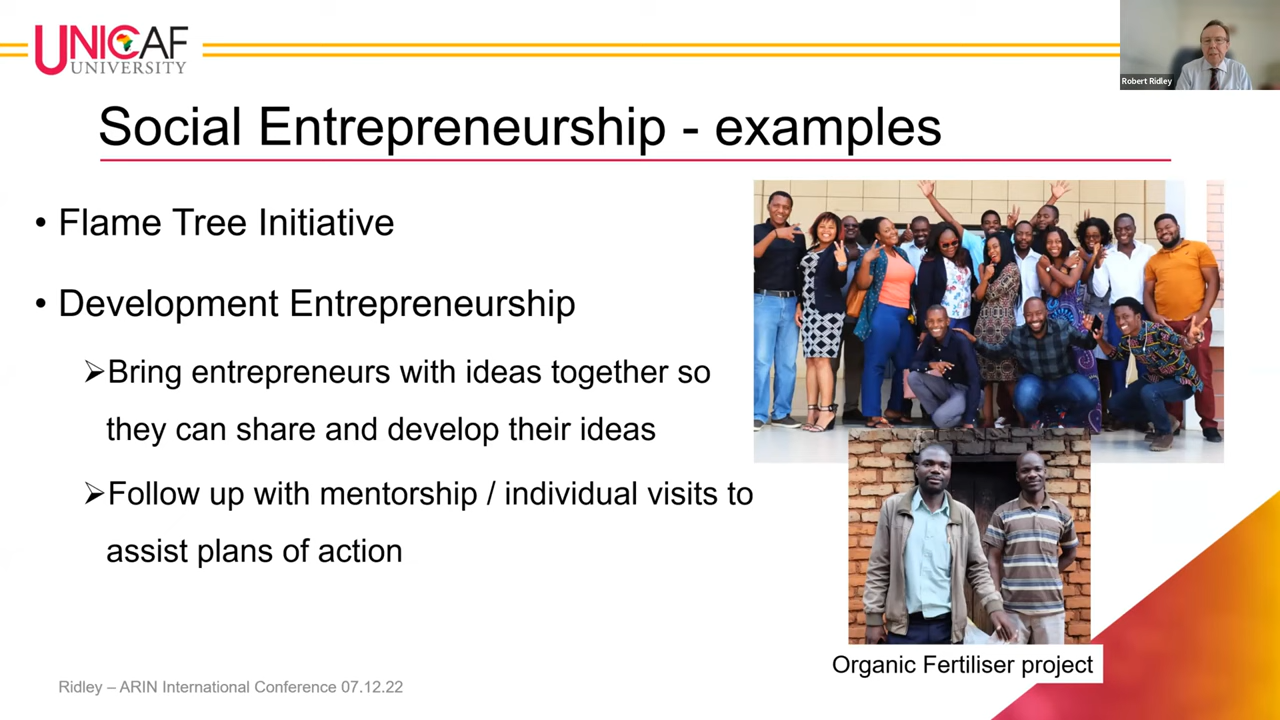 UNICAF
UNIVERSITY
Robert Ridley
Social Entrepreneurship - examples
• Flame Tree Initiative
• Development Entrepreneurship
➢Bring entrepreneurs with ideas together so
they can share and develop their ideas
➢Follow up with mentorship / individual visits to
assist plans of action
Organic Fertiliser project
Ridley – ARIN International Conference 07.12.22